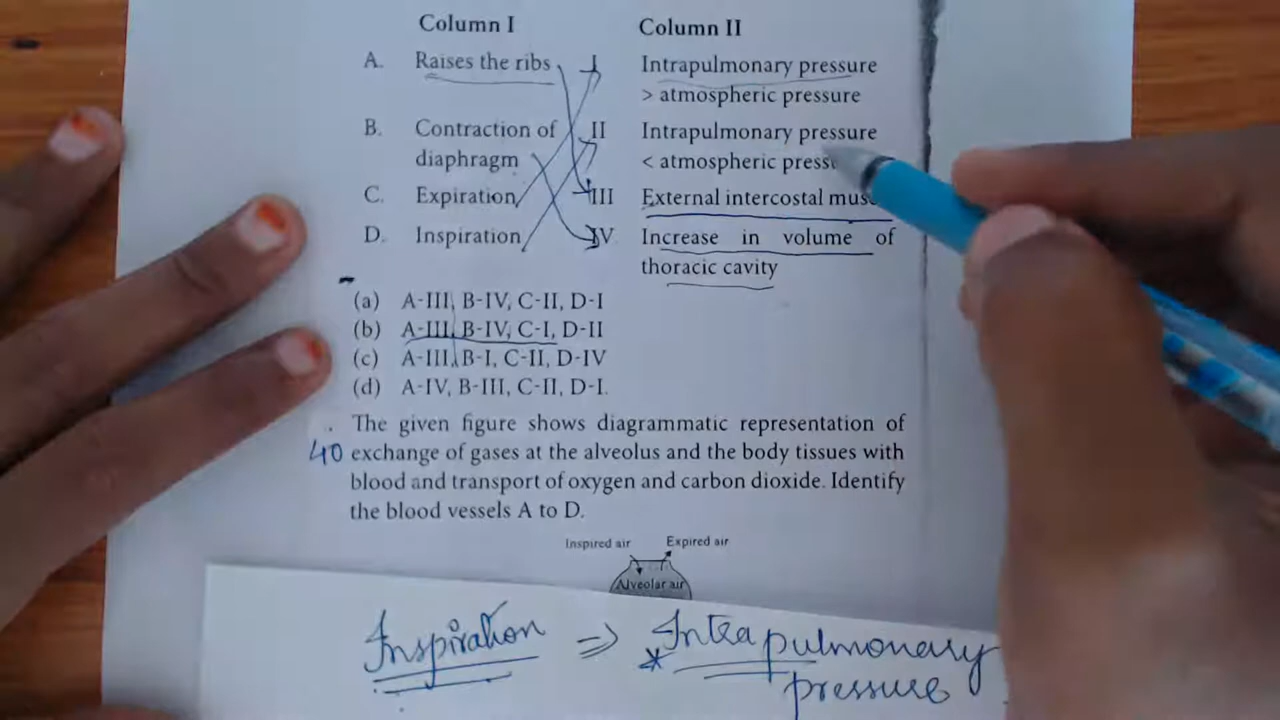 Column I Column II
A. Raises the ribs I Intrapulmonary pressure
> atmospheric pressure
B. Contraction of II Intrapulmonary pressure
diaphragm < atmospheric
C. Expiration III External intercostal
D. Inspiration IV Increase in volume of
thoracic cavity
(a) A-III, B-IV, C-II, D-I
(b) A-III, B-IV, C-I, D-II
(c) A-III, B-I, C-II, D-IV
(d) A-IV, B-III, C-II, D-I.
The given figure shows diagrammatic representation of
40 exchange of gases at the alveolus and the body tissues with
blood and transport of oxygen and carbon dioxide. Identify
the blood vessels A to D.
Inspired air Expired air
Alveolar air
Inspiration ⇒ * Intrapulmonary
pressure